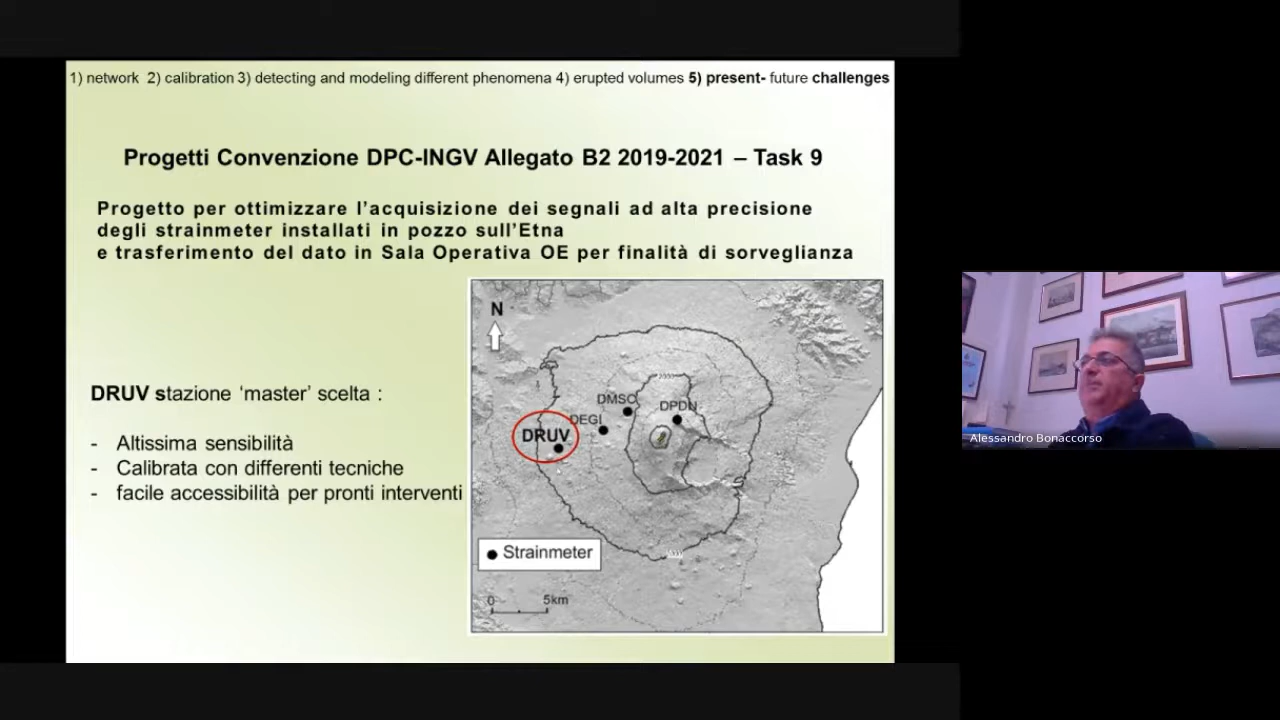 1) network 2) calibration 3) detecting and modeling different phenomena 4) erupted volumes 5) present- future challenges
Progetti Convenzione DPC-INGV Allegato B2 2019-2021 – Task 9
Progetto per ottimizzare l'acquisizione dei segnali ad alta precisione
degli strainmeter installati in pozzo sull'Etna
e trasferimento del dato in Sala Operativa OE per finalità di sorveglianza
DRUV stazione 'master' scelta :
- Altissima sensibilità
- Calibrata con differenti tecniche
- facile accessibilità per pronti interventi
N
DMSC
DPDN
DEGI
DRUV
Strainmeter
0 5km
Alessandro Bonaccorso